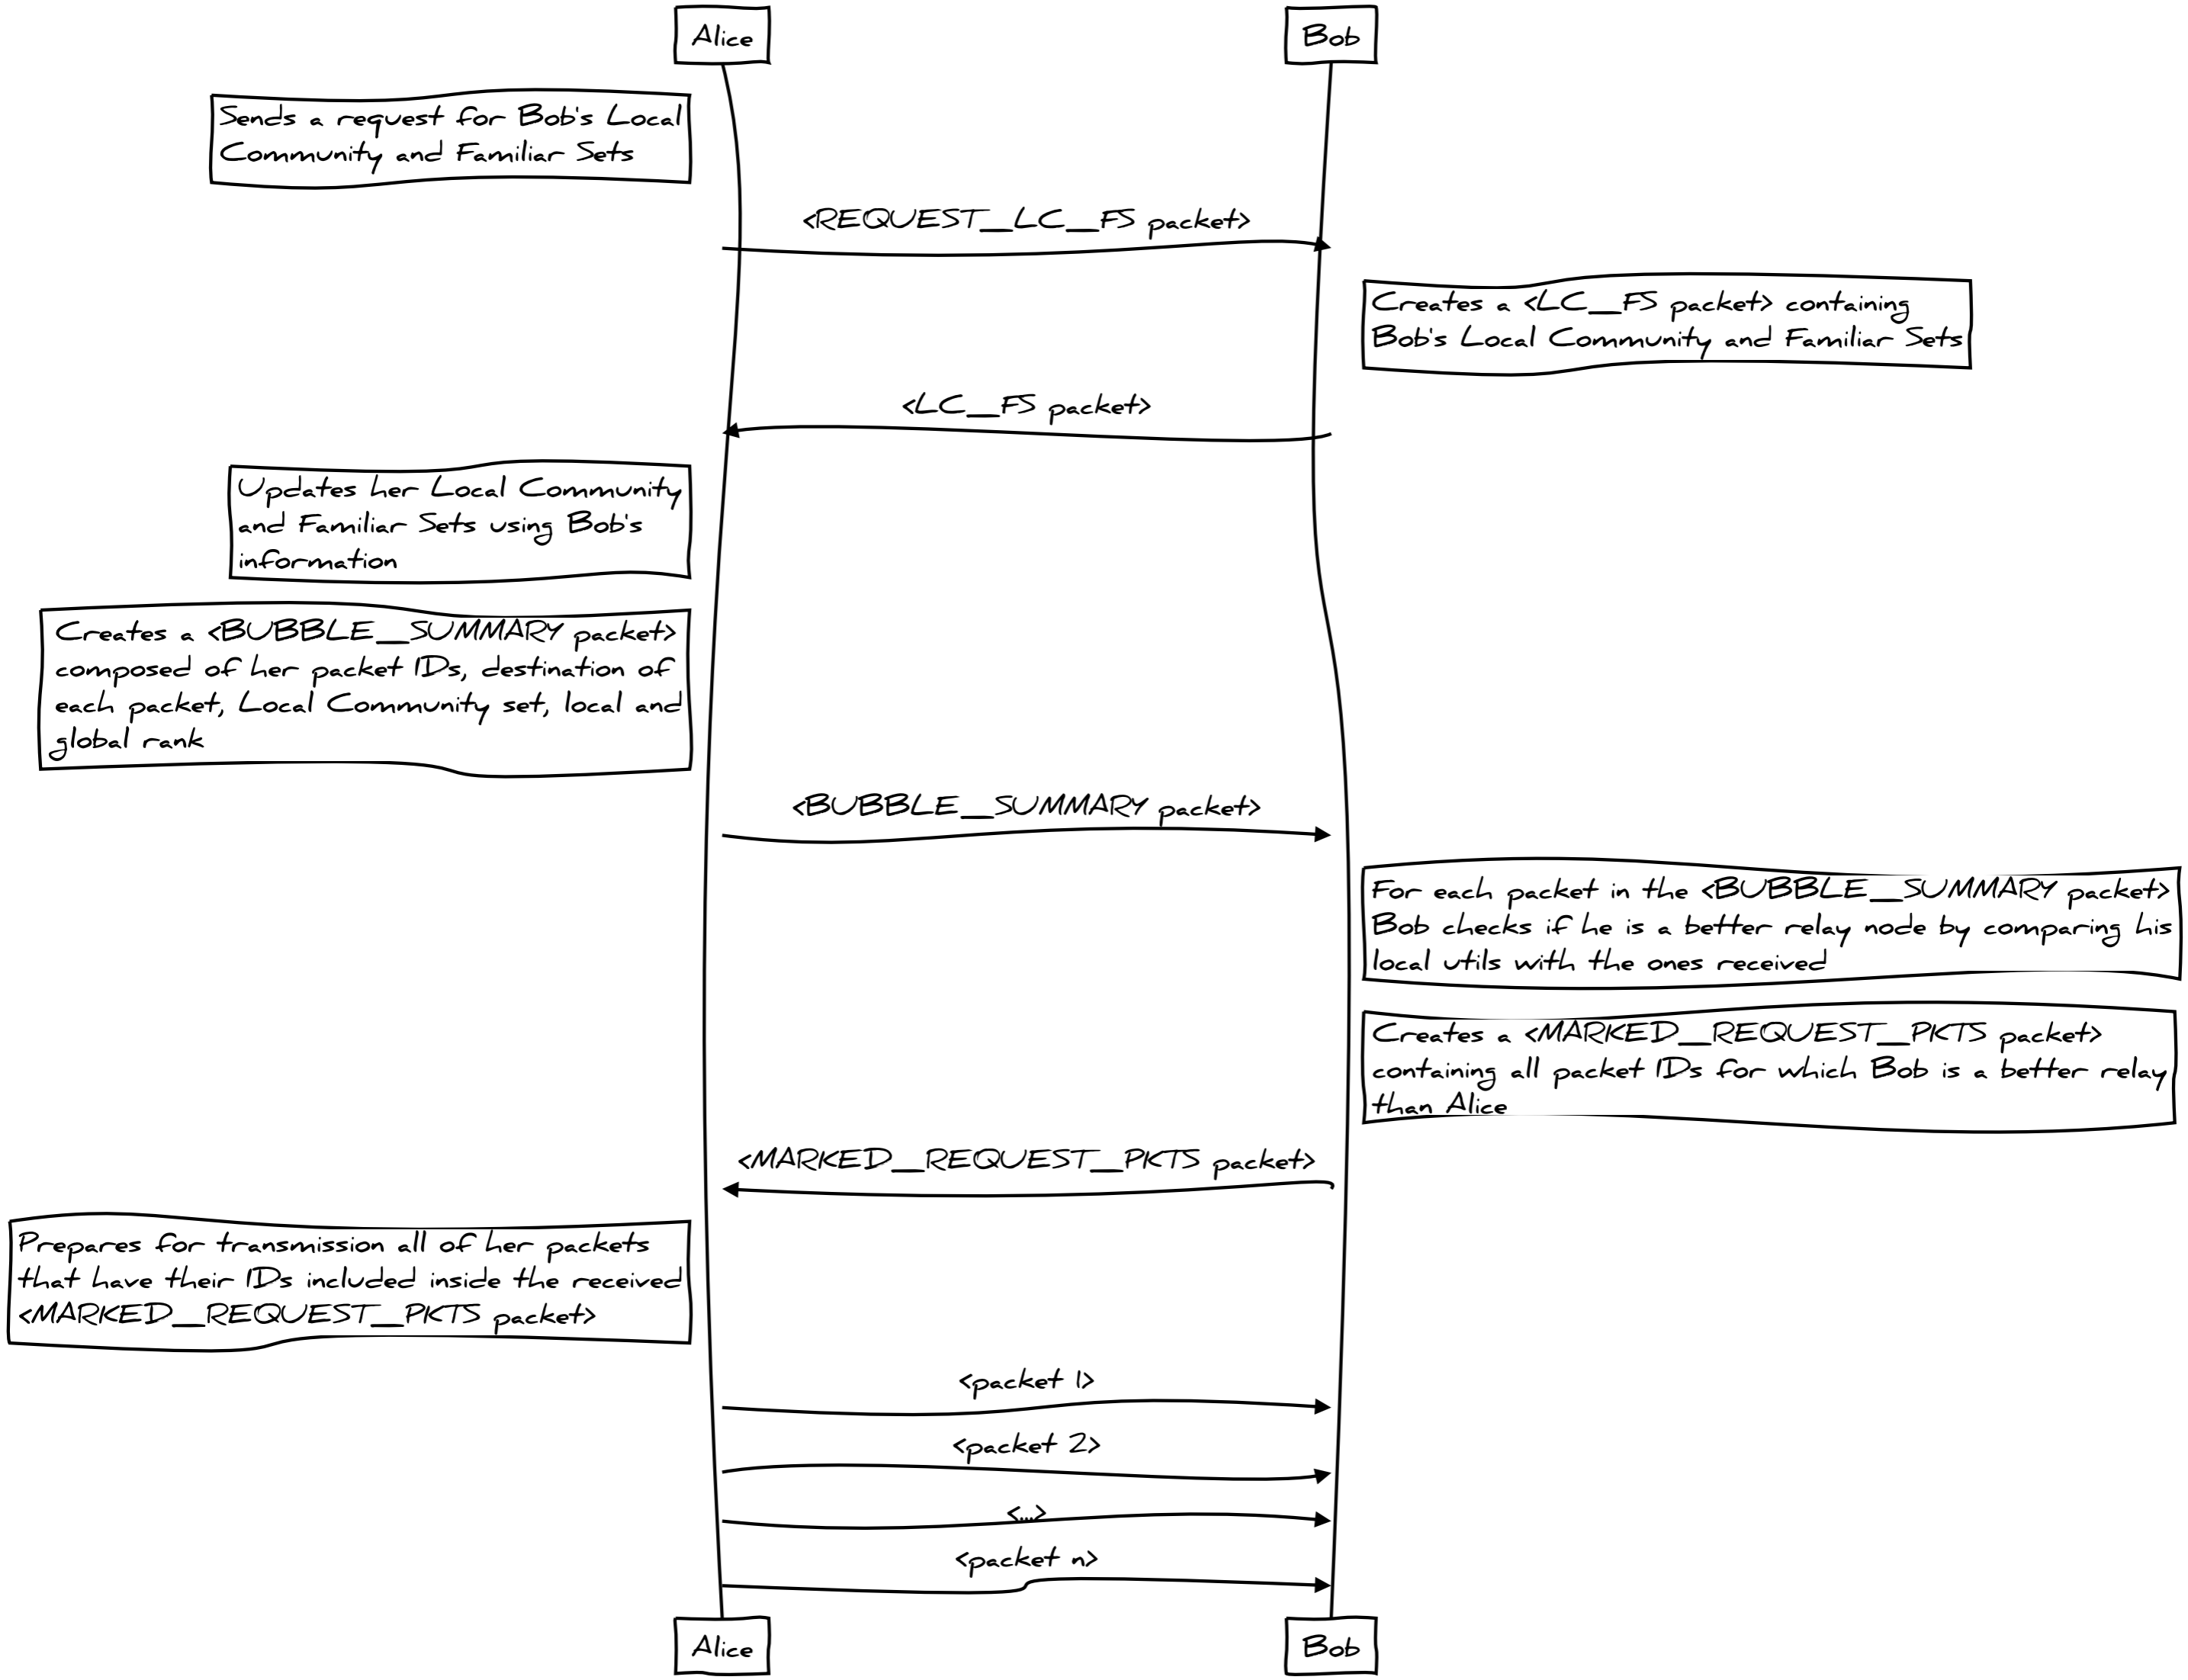 Alice
Bob
Sends a request for Bob's Local
Community and Familiar Sets
<REQUEST_LC_FS packet>
Creates a <LC_FS packet> containing
Bob's Local Community and Familiar Sets
<LC_FS packet>
Updates her Local Community
and Familiar Sets using Bob's
information
Creates a <BUBBLE_SUMMARY packet>
composed of her packet IDs, destination of
each packet, Local Community set, local and
global rank
<BUBBLE_SUMMARY packet>
For each packet in the <BUBBLE_SUMMARY packet>
Bob checks if he is a better relay node by comparing his
local utils with the ones received
Creates a <MARKED_REQUEST_PKTS packet>
containing all packet IDs for which Bob is a better relay
than Alice
<MARKED_REQUEST_PKTS packet>
Prepares for transmission all of her packets
that have their IDs included inside the received
<MARKED_REQUEST_PKTS packet>
<packet 1>
<packet 2>
<...>
<packet n>
Alice
Bob